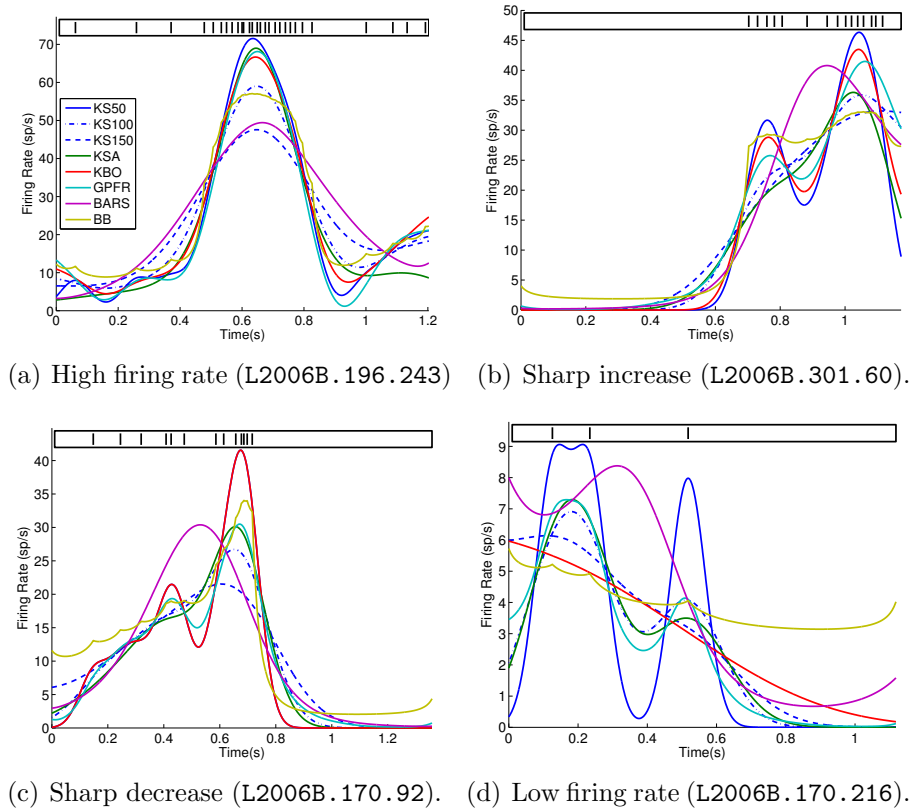 Firing Rate (sp/s)
70
60
50
40
30
20
10
0
KS50
KS100
KS150
KSA
KBO
GPFR
BARS
BB
0 0.2 0.4 0.6 0.8 1 1.2
Time(s)
(a) High firing rate (L2006B.196.243)
Firing Rate (sp/s)
50
45
40
35
30
25
20
15
10
5
0
0 0.2 0.4 0.6 0.8 1
Time(s)
(b) Sharp increase (L2006B.301.60).
Firing Rate (sp/s)
40
35
30
25
20
15
10
5
0
0 0.2 0.4 0.6 0.8 1 1.2
Time(s)
(c) Sharp decrease (L2006B.170.92).
Firing Rate (sp/s)
9
8
7
6
5
4
3
2
1
0
0 0.2 0.4 0.6 0.8 1
Time(s)
(d) Low firing rate (L2006B.170.216).